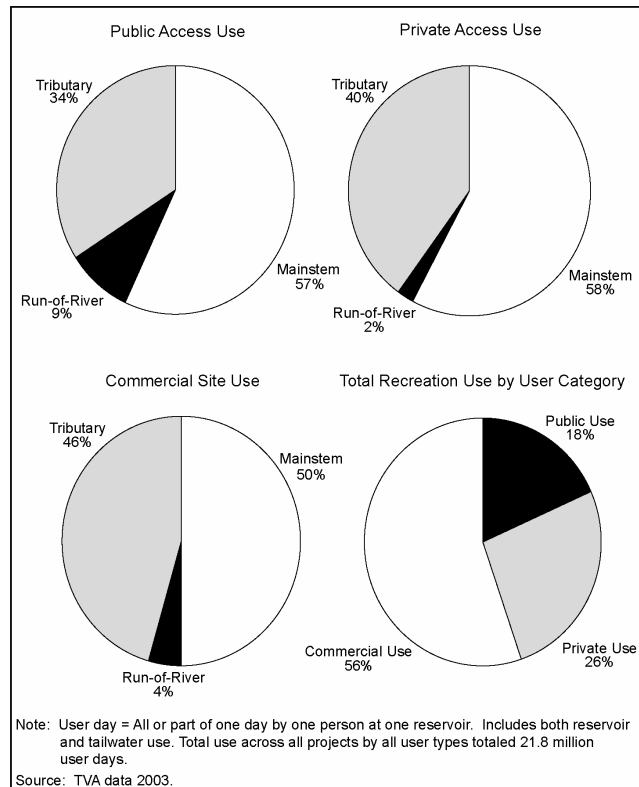 Public Access Use
Tributary
34%
Mainstem
57%
Run-of-River
9%
Private Access Use
Tributary
40%
Mainstem
58%
Run-of-River
2%
Commercial Site Use
Tributary
46%
Mainstem
50%
Run-of-River
4%
Total Recreation Use by User Category
Public Use
18%
Commercial Use
56%
Private Use
26%
Note: User day = All or part of one day by one person at one reservoir. Includes both reservoir
and tailwater use. Total use across all projects by all user types totaled 21.8 million
user days.
Source: TVA data 2003.